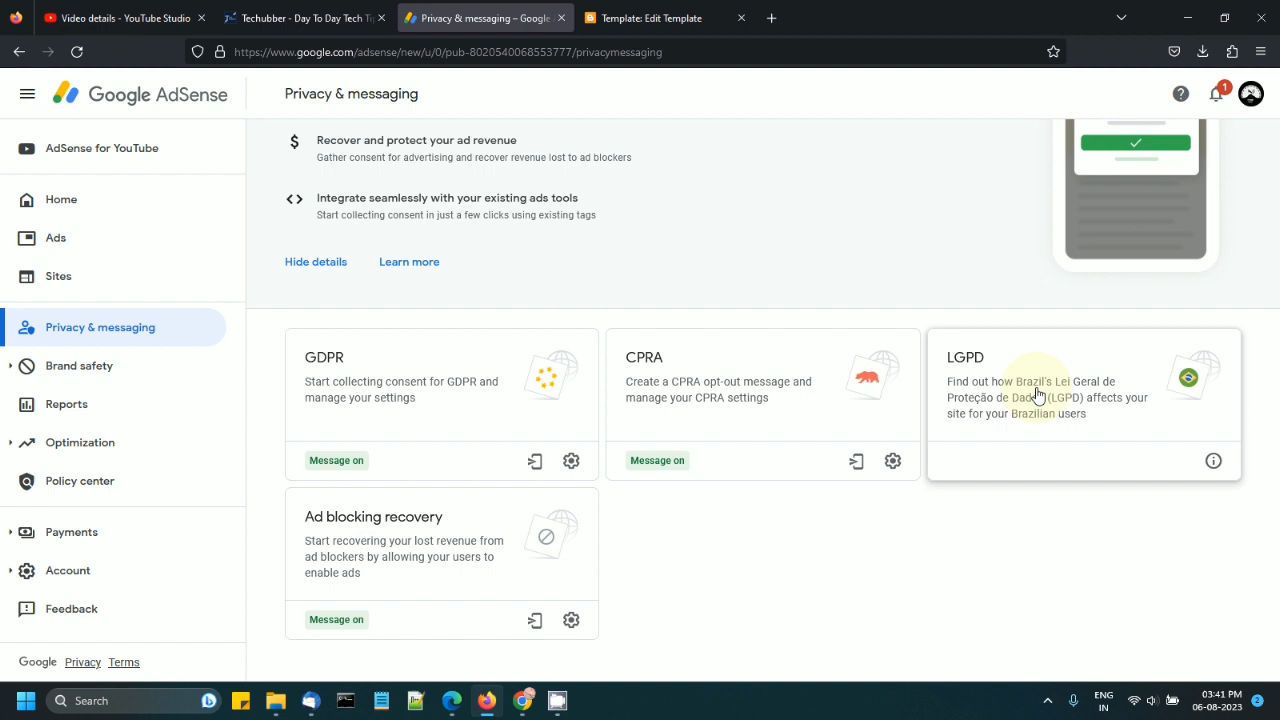 Video details - YouTube Studio
Techubber - Day To Day Tech Ti
Privacy & messaging – Google
Template: Edit Template
https://www.google.com/adsense/new/u/0/pub-8020540068553777/privacymessaging
Google AdSense
Privacy & messaging
1
AdSense for YouTube
Home
Ads
Sites
Privacy & messaging
Brand safety
Reports
Optimization
Policy center
Payments
Account
Feedback
Google Privacy Terms
Recover and protect your ad revenue
Gather consent for advertising and recover revenue lost to ad blockers
Integrate seamlessly with your existing ads tools
Start collecting consent in just a few clicks using existing tags
Hide details Learn more
GDPR
Start collecting consent for GDPR and
manage your settings
Message on
CPRA
Create a CPRA opt-out message and
manage your CPRA settings
Message on
LGPD
Find out how Brazil's Lei Geral de
Proteção de Dados (LGPD) affects your
site for your Brazilian users
Ad blocking recovery
Start recovering your lost revenue from
ad blockers by allowing your users to
enable ads
Message on
Search
ENG
IN
03:41 PM
06-08-2023
2